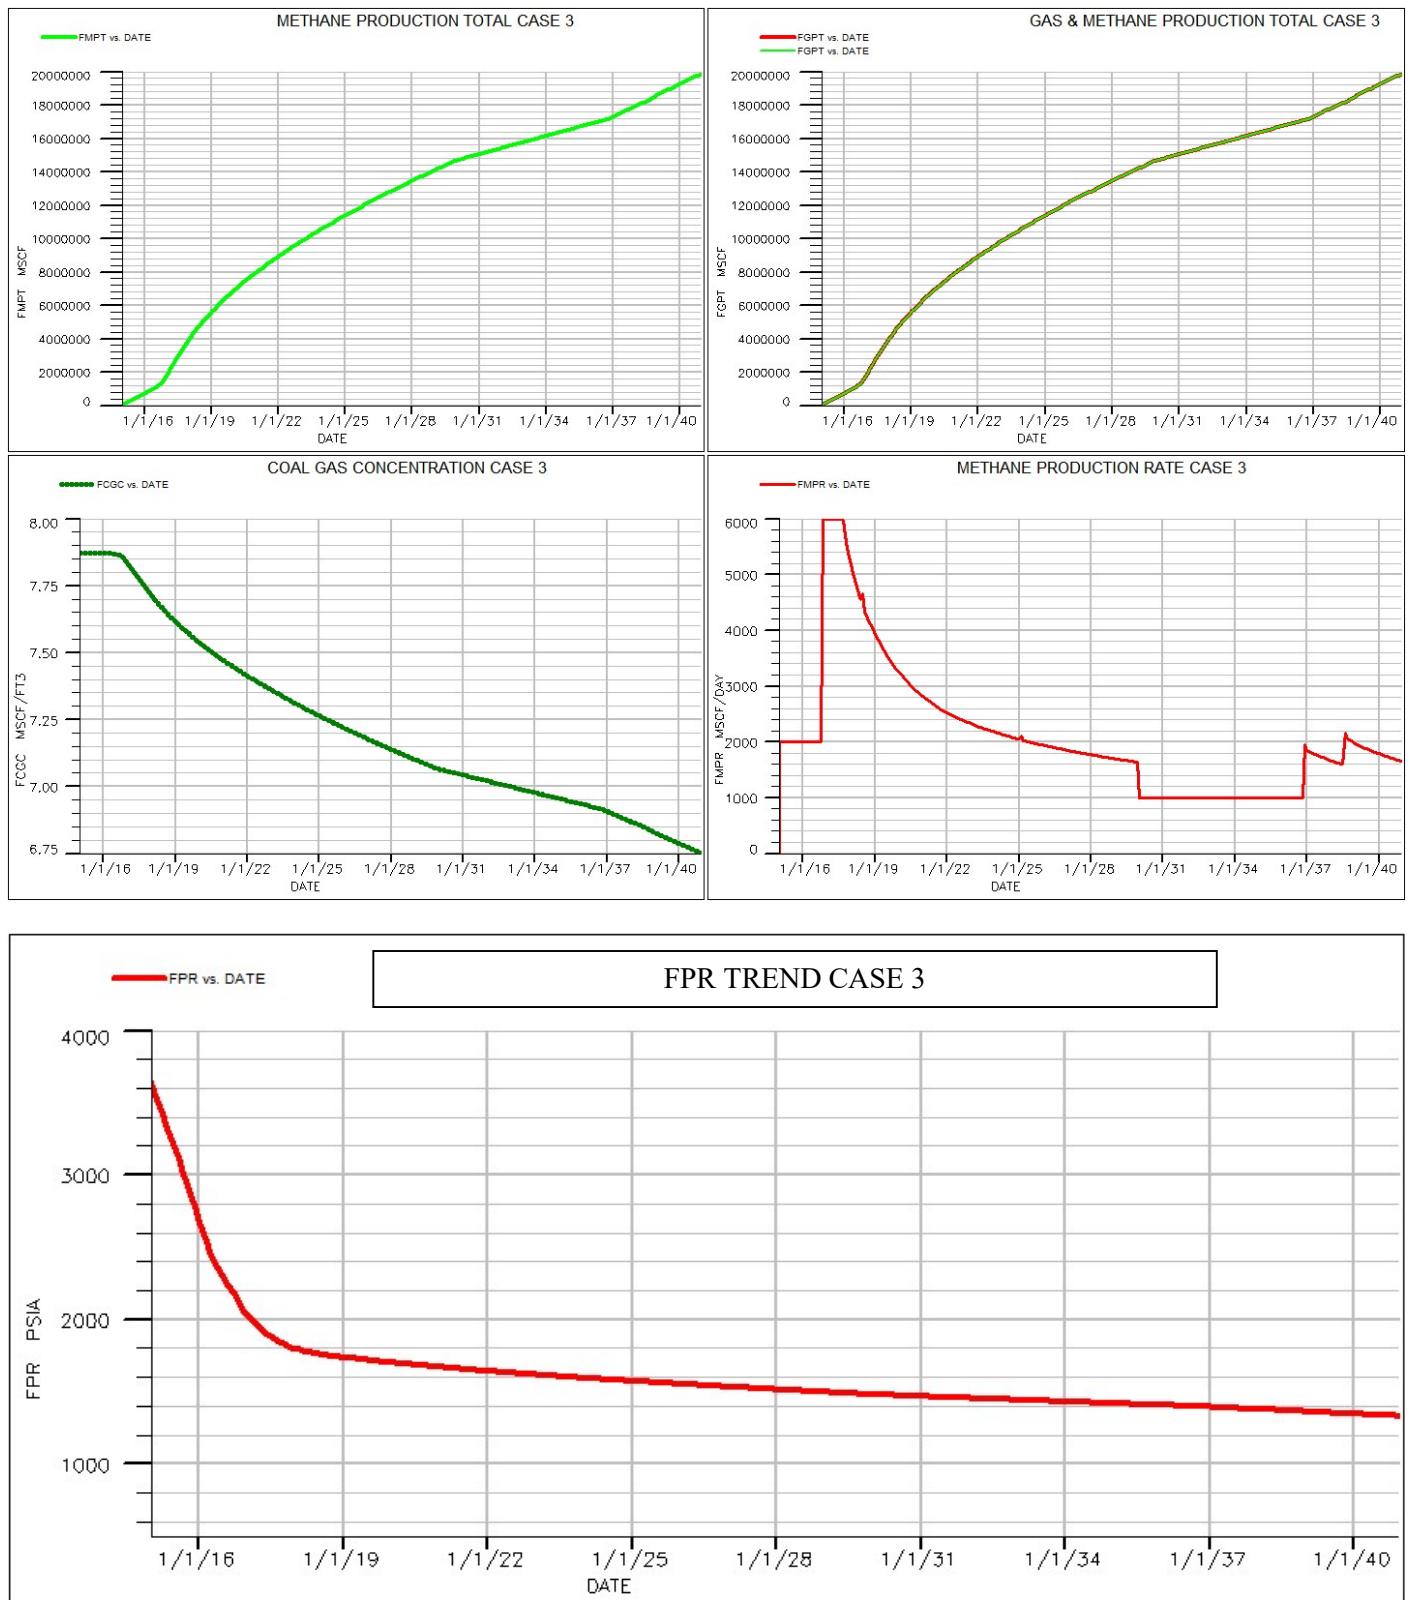 METHANE PRODUCTION TOTAL CASE 3
FMPT vs. DATE
20000000
18000000
16000000
14000000
12000000
10000000
8000000
6000000
4000000
2000000
0
FMPT MSCF
1/1/16 1/1/19 1/1/22 1/1/25 1/1/28 1/1/31 1/1/34 1/1/37 1/1/40
DATE
GAS & METHANE PRODUCTION TOTAL CASE 3
FGPT vs. DATE
FGPT vs. DATE
20000000
18000000
16000000
14000000
12000000
10000000
8000000
6000000
4000000
2000000
0
FGPT MSCF
1/1/16 1/1/19 1/1/22 1/1/25 1/1/28 1/1/31 1/1/34 1/1/37 1/1/40
DATE
COAL GAS CONCENTRATION CASE 3
FCGC vs. DATE
8.00
7.75
7.50
7.25
7.00
6.75
FCGC MSCF/FT3
1/1/16 1/1/19 1/1/22 1/1/25 1/1/28 1/1/31 1/1/34 1/1/37 1/1/40
DATE
METHANE PRODUCTION RATE CASE 3
FMPR vs. DATE
6000
5000
4000
3000
2000
1000
0
FMPR MSCF/DAY
1/1/16 1/1/19 1/1/22 1/1/25 1/1/28 1/1/31 1/1/34 1/1/37 1/1/40
DATE
FPR vs. DATE
FPR TREND CASE 3
4000
3000
2000
1000
FPR PSIA
1/1/16 1/1/19 1/1/22 1/1/25 1/1/28 1/1/31 1/1/34 1/1/37 1/1/40
DATE